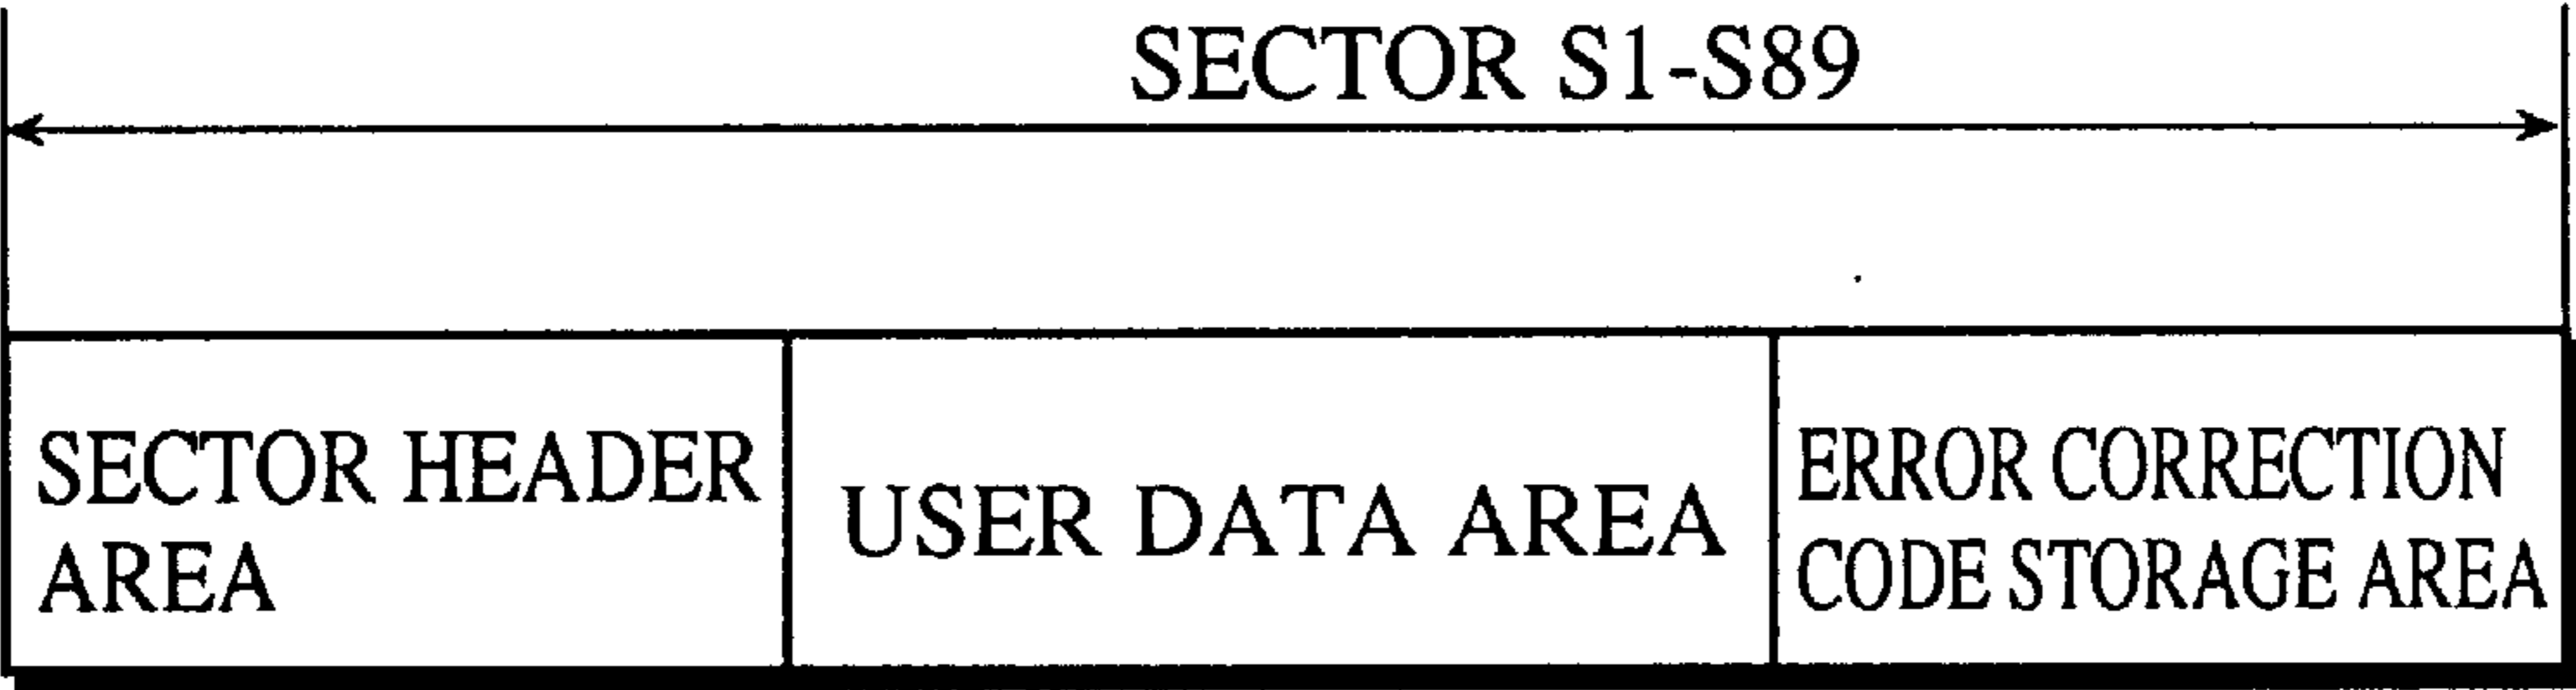 SECTOR S1-S89
SECTOR HEADER
AREA
USER DATA AREA
ERROR CORRECTION
CODE STORAGE AREA